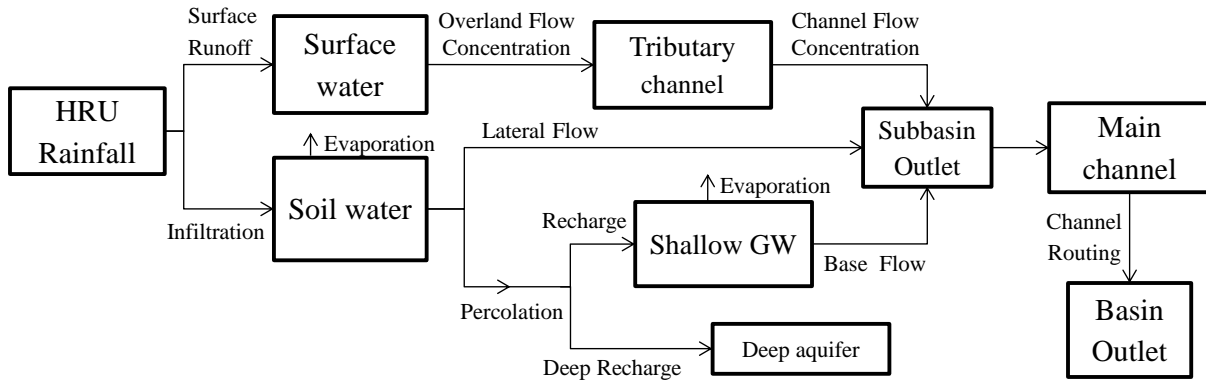 HRU
Rainfall
Surface
Runoff
Infiltration
Surface
water
Evaporation
Soil water
Overland Flow
Concentration
Tributary
channel
Channel Flow
Concentration
Lateral Flow
Percolation
Recharge
Evaporation
Shallow GW
Base Flow
Deep Recharge
Deep aquifer
Subbasin
Outlet
Main
channel
Channel
Routing
Basin
Outlet